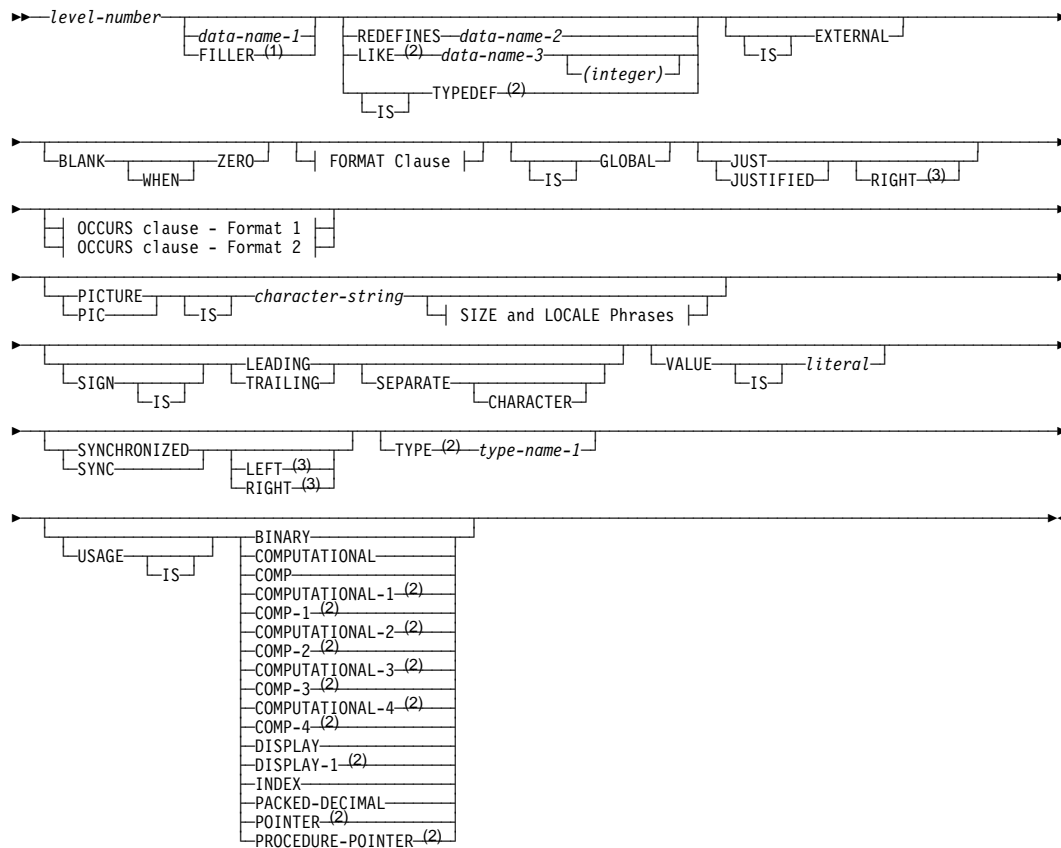 level-number
data-name-1
FILLER (1)
REDEFINES data-name-2
LIKE (2) data-name-3
(integer)
IS
TYPEDEF (2)
IS
EXTERNAL
BLANK
WHEN
ZERO
FORMAT Clause
IS
GLOBAL
JUST
JUSTIFIED
RIGHT (3)
OCCURS clause - Format 1
OCCURS clause - Format 2
PICTURE
PIC
IS
character-string
SIZE and LOCALE Phrases
SIGN
IS
LEADING
TRAILING
SEPARATE
CHARACTER
VALUE
IS
literal
SYNCHRONIZED
SYNC
LEFT (3)
RIGHT (3)
TYPE (2) type-name-1
USAGE
IS
BINARY
COMPUTATIONAL
COMP
COMPUTATIONAL-1 (2)
COMP-1 (2)
COMPUTATIONAL-2 (2)
COMP-2 (2)
COMPUTATIONAL-3 (2)
COMP-3 (2)
COMPUTATIONAL-4 (2)
COMP-4 (2)
DISPLAY
DISPLAY-1 (2)
INDEX
PACKED-DECIMAL
POINTER (2)
PROCEDURE-POINTER (2)